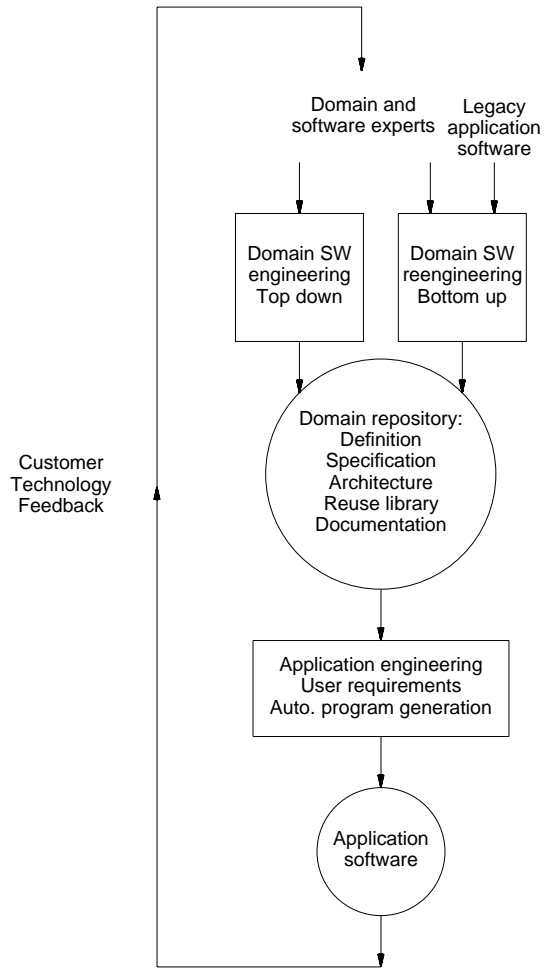 Domain and
software experts
Legacy
application
software
Domain SW
engineering
Top down
Domain SW
reengineering
Bottom up
Domain repository:
Definition
Specification
Architecture
Reuse library
Documentation
Customer
Technology
Feedback
Application engineering
User requirements
Auto. program generation
Application
software